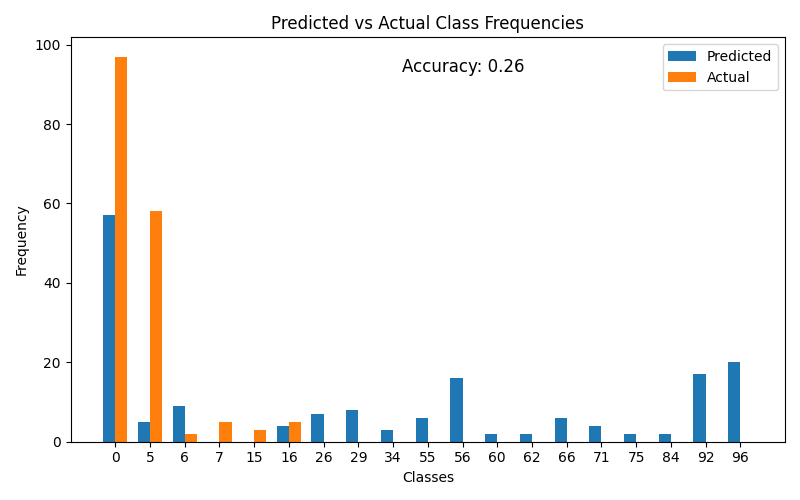 Predicted vs Actual Class Frequencies
Accuracy: 0.26
Predicted
Actual
Frequency
100
80
60
40
20
0
0 5 6 7 15 16 26 29 34 55 56 60 62 66 71 75 84 92 96
Classes